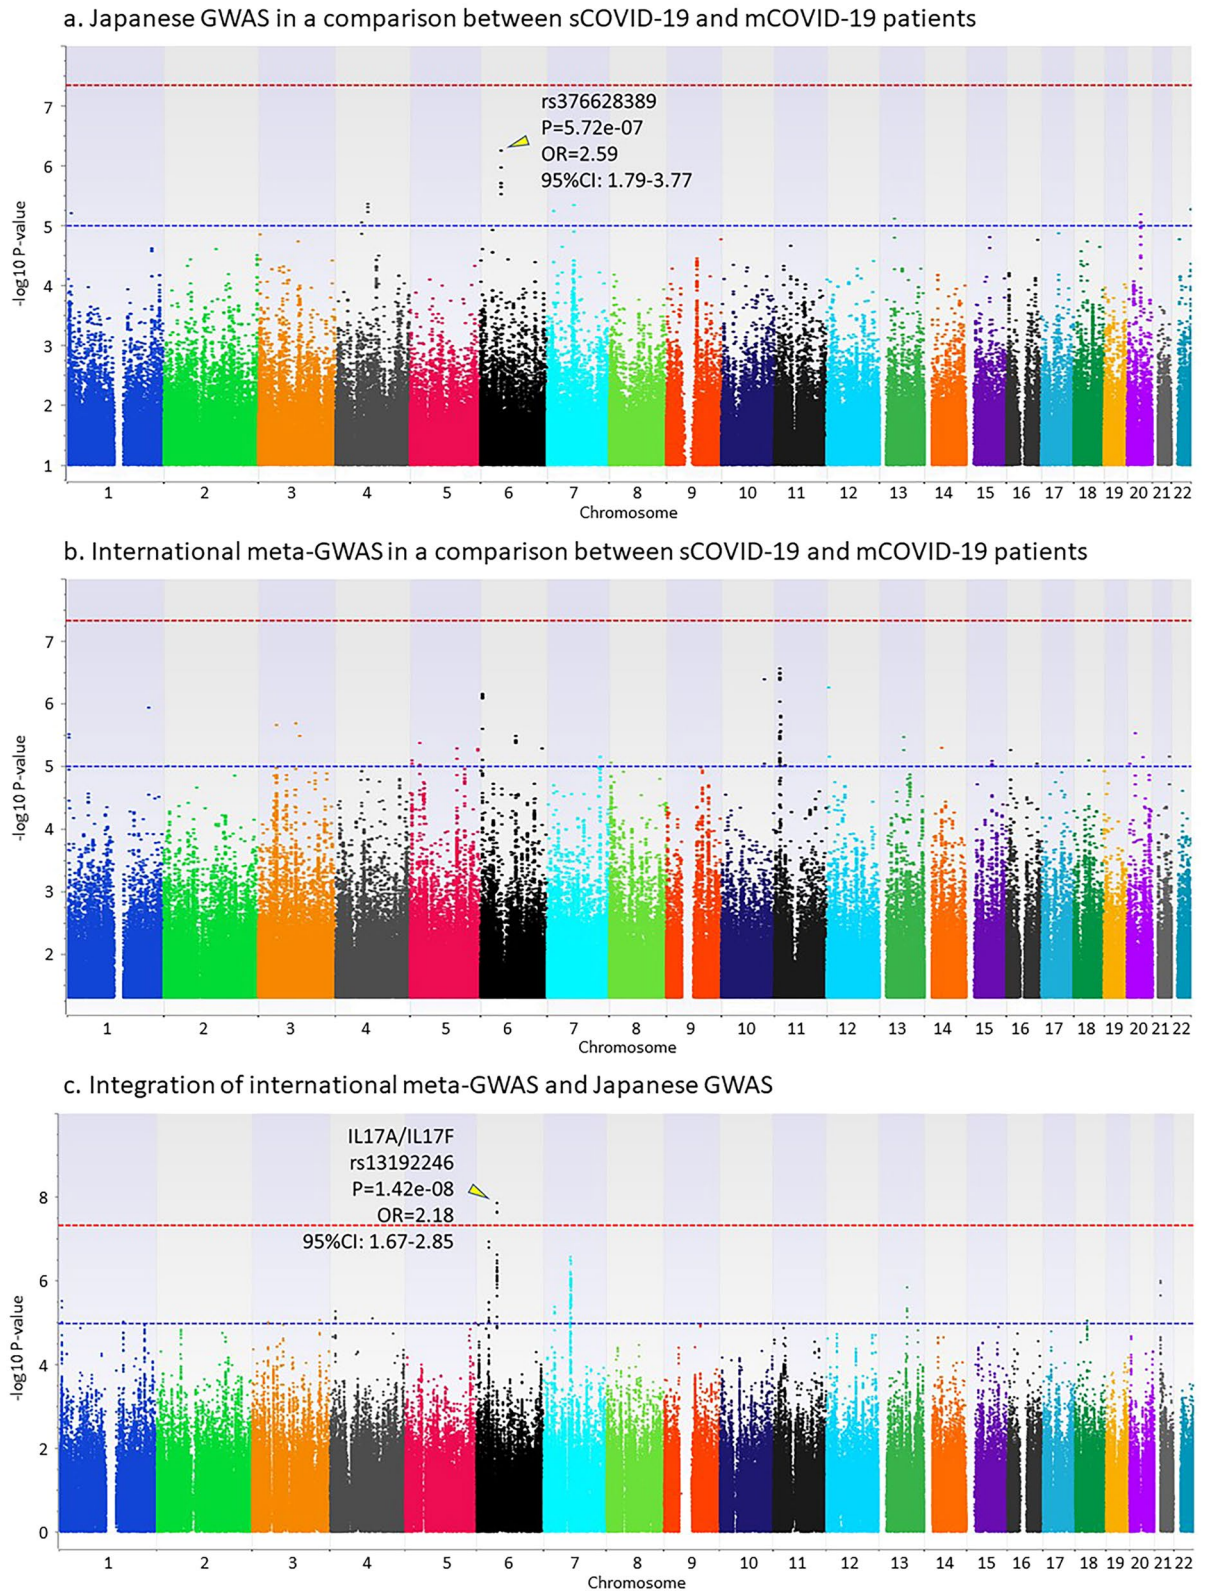 a. Japanese GWAS in a comparison between sCOVID-19 and mCOVID-19 patients
rs376628389
P=5.72e-07
OR=2.59
95%CI: 1.79-3.77
-log10 P-value
7
6
5
4
3
2
1
1 2 3 4 5 6 7 8 9 10 11 12 13 14 15 16 17 18 19 20 21 22
Chromosome
b. International meta-GWAS in a comparison between sCOVID-19 and mCOVID-19 patients
-log10 P-value
7
6
5
4
3
2
1 2 3 4 5 6 7 8 9 10 11 12 13 14 15 16 17 18 19 20 21 22
Chromosome
c. Integration of international meta-GWAS and Japanese GWAS
IL17A/IL17F
rs13192246
P=1.42e-08
OR=2.18
95%CI: 1.67-2.85
-log10 P-value
8
6
4
2
0
1 2 3 4 5 6 7 8 9 10 11 12 13 14 15 16 17 18 19 20 21 22
Chromosome